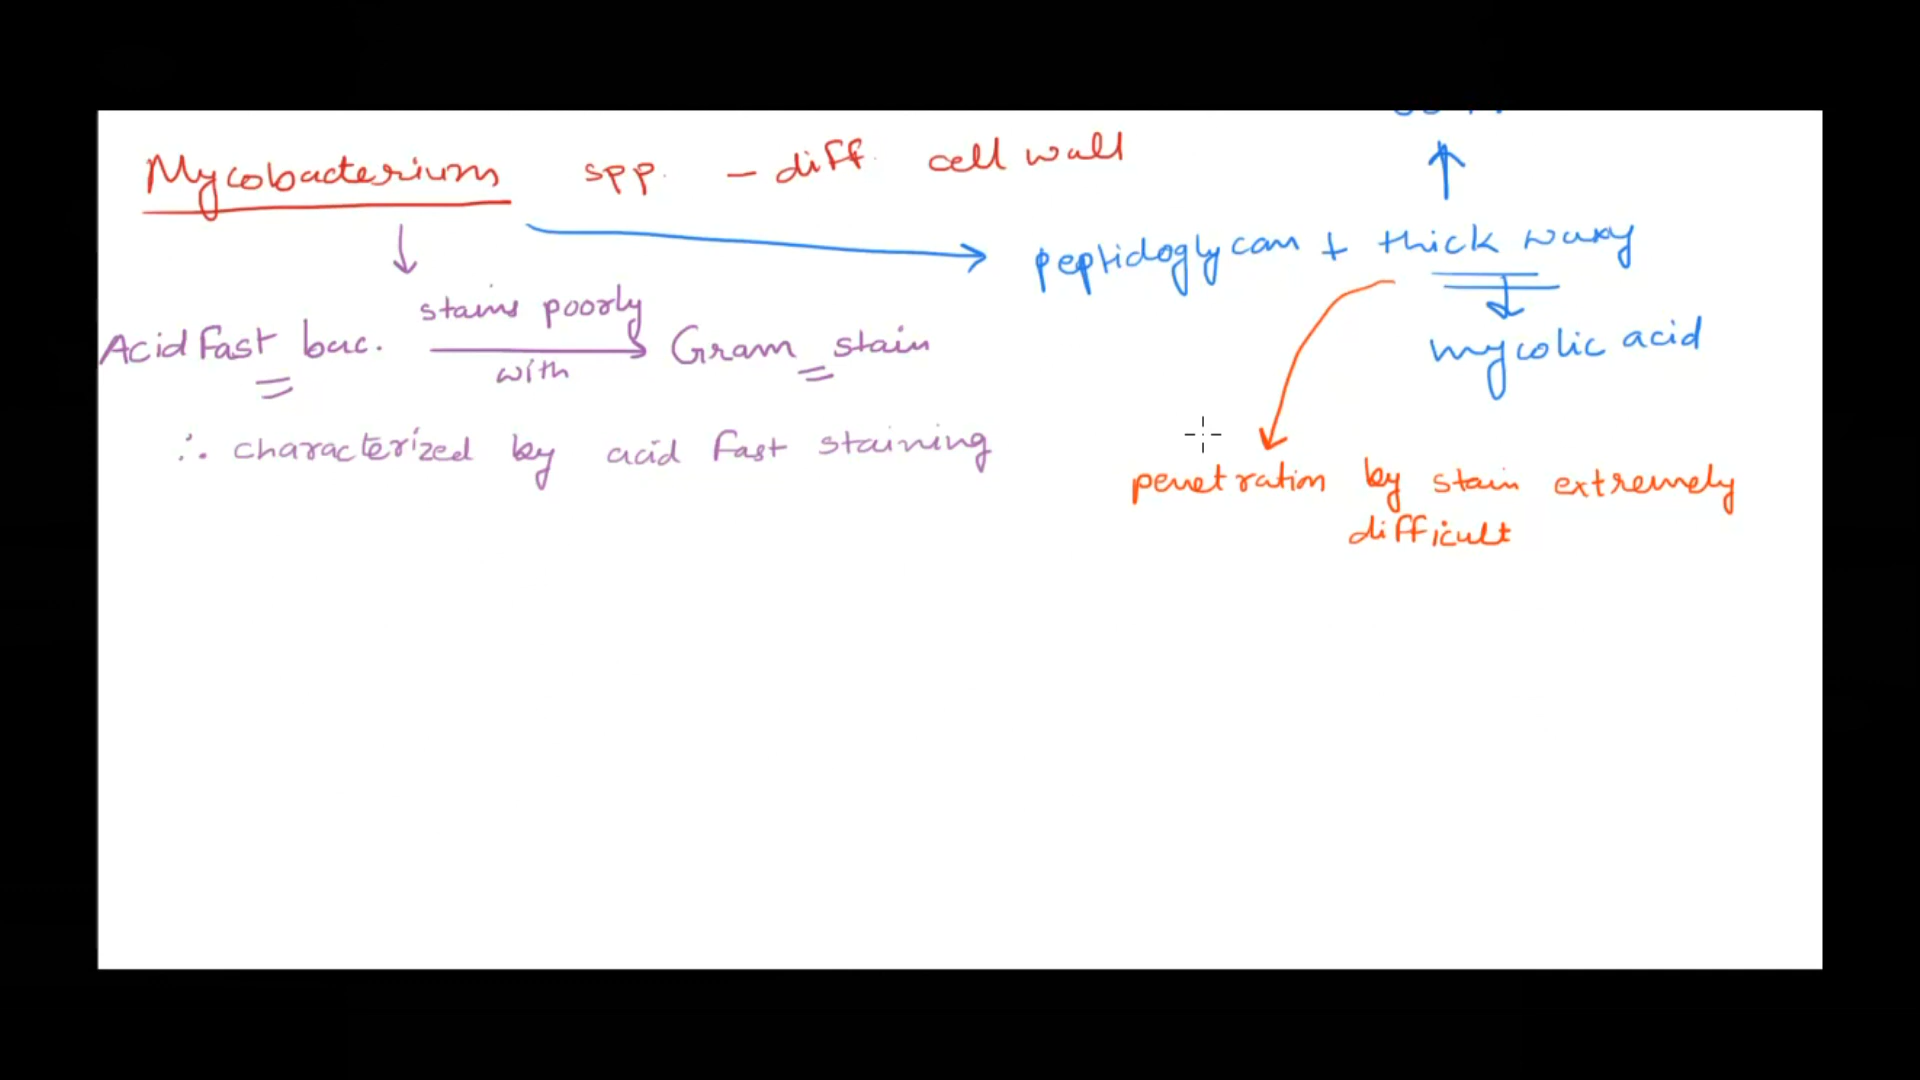 Mycobacterium spp. - diff. cell wall
peptidoglycan + thick waxy
mycolic acid
stains poorly
Acid fast bac. Gram stain
with
∴ characterized by acid fast staining
penetration by stain extremely
difficult